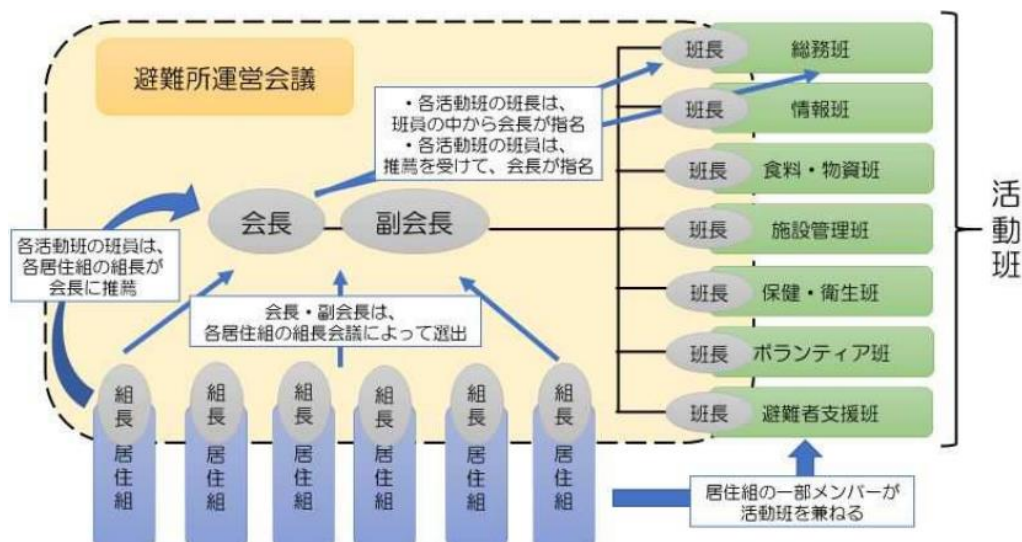 避難所運営会議
・各活動班の班長は、
班員の中から会長が指名
・各活動班の班員は、
推薦を受けて、会長が指名
会長
副会長
各活動班の班員は、
各居住組の組長が
会長に推薦
会長・副会長は、
各居住組の組長会議によって選出
班長
総務班
班長
情報班
班長
食料・物資班
班長
施設管理班
班長
保健・衛生班
班長
ボランティア班
班長
避難者支援班
活動班
組長
居住組
組長
居住組
組長
居住組
組長
居住組
組長
居住組
組長
居住組
居住組の一部メンバーが
活動班を兼ねる